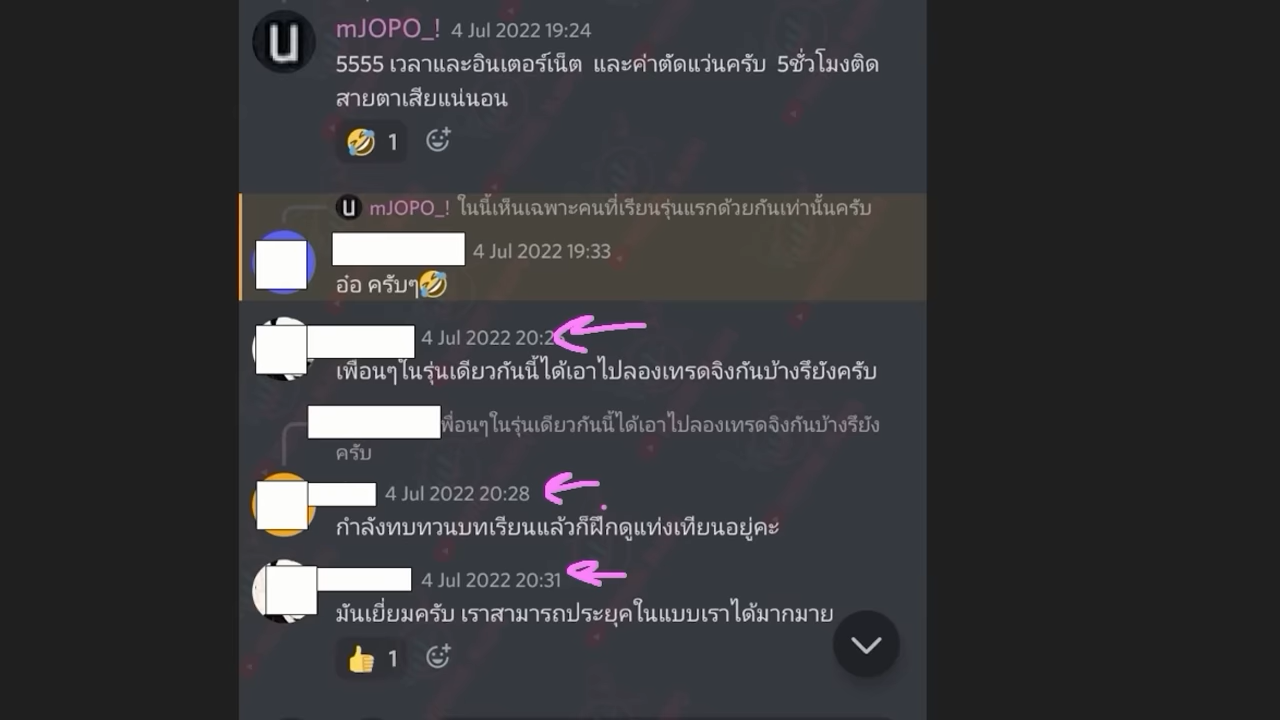 mJOPO_! 4 Jul 2022 19:24
5555 เวลาและอินเตอร์เน็ต และค่าตัดแว่นครับ 5ชั่วโมงติด
สายตาเสียแน่นอน
🤣 1
U mJOPO_! ในนี้เห็นเฉพาะคนที่เรียนรุ่นแรกด้วยกันเท่านั้นครับ
4 Jul 2022 19:33
อ๋อ ครับๆ🤣
4 Jul 2022 20:2
เพื่อนๆในรุ่นเดียวกันนี้ได้เอาไปลองเทรดจิงกันบ้างรึยังครับ
พื่อนๆในรุ่นเดียวกันนี้ได้เอาไปลองเทรดจิงกันบ้างรึยัง
ครับ
4 Jul 2022 20:28
กำลังทบทวนบทเรียนแล้วก็ฝึกดูแท่งเทียนอยู่คะ
4 Jul 2022 20:31
มันเยี่ยมครับ เราสามารถประยุคในแบบเราได้มากมาย
👍 1